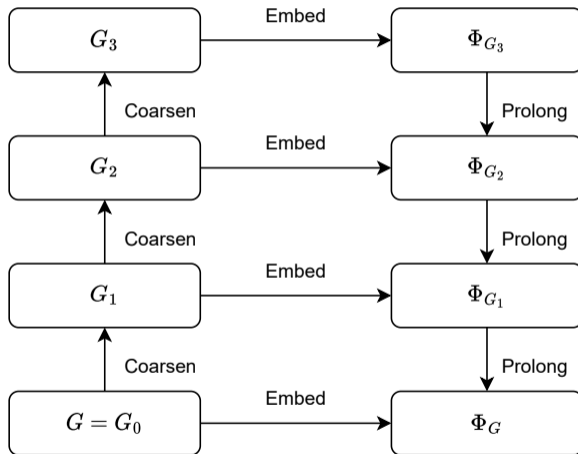 Embed
G_3
Φ_{G_3}
Coarsen
Prolong
Embed
G_2
Φ_{G_2}
Coarsen
Prolong
Embed
G_1
Φ_{G_1}
Coarsen
Prolong
Embed
G = G_0
Φ_G